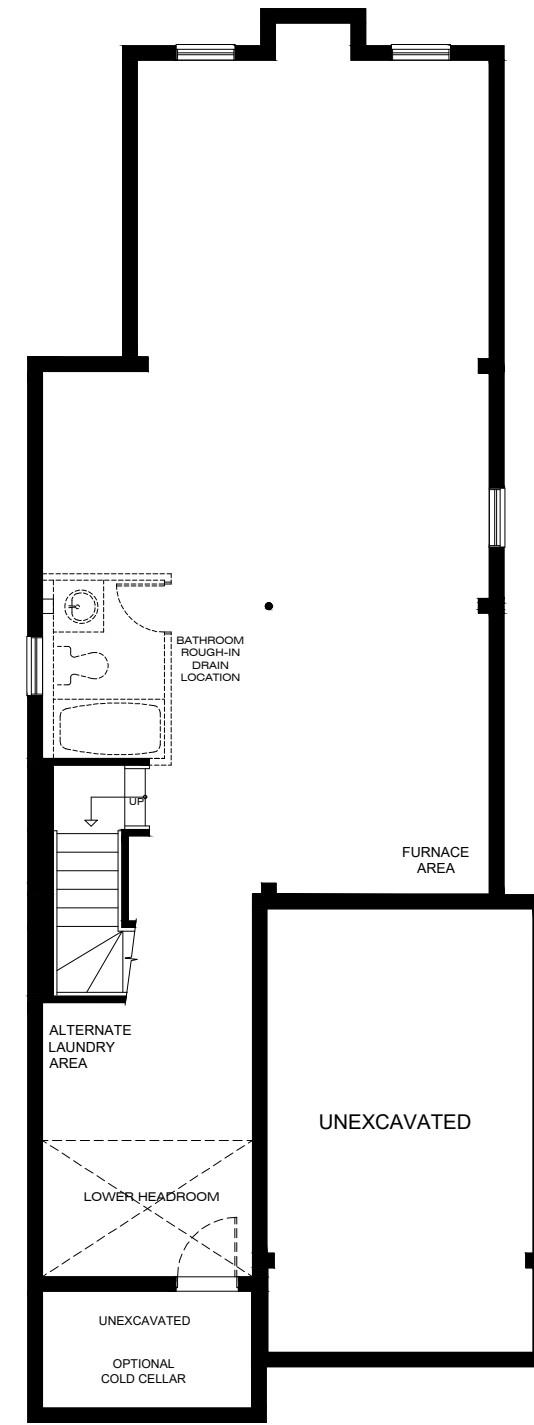 BATHROOM
ROUGH-IN
DRAIN
LOCATION
UP
FURNACE
AREA
ALTERNATE
LAUNDRY
AREA
UNEXCAVATED
LOWER HEADROOM
UNEXCAVATED
OPTIONAL
COLD CELLAR